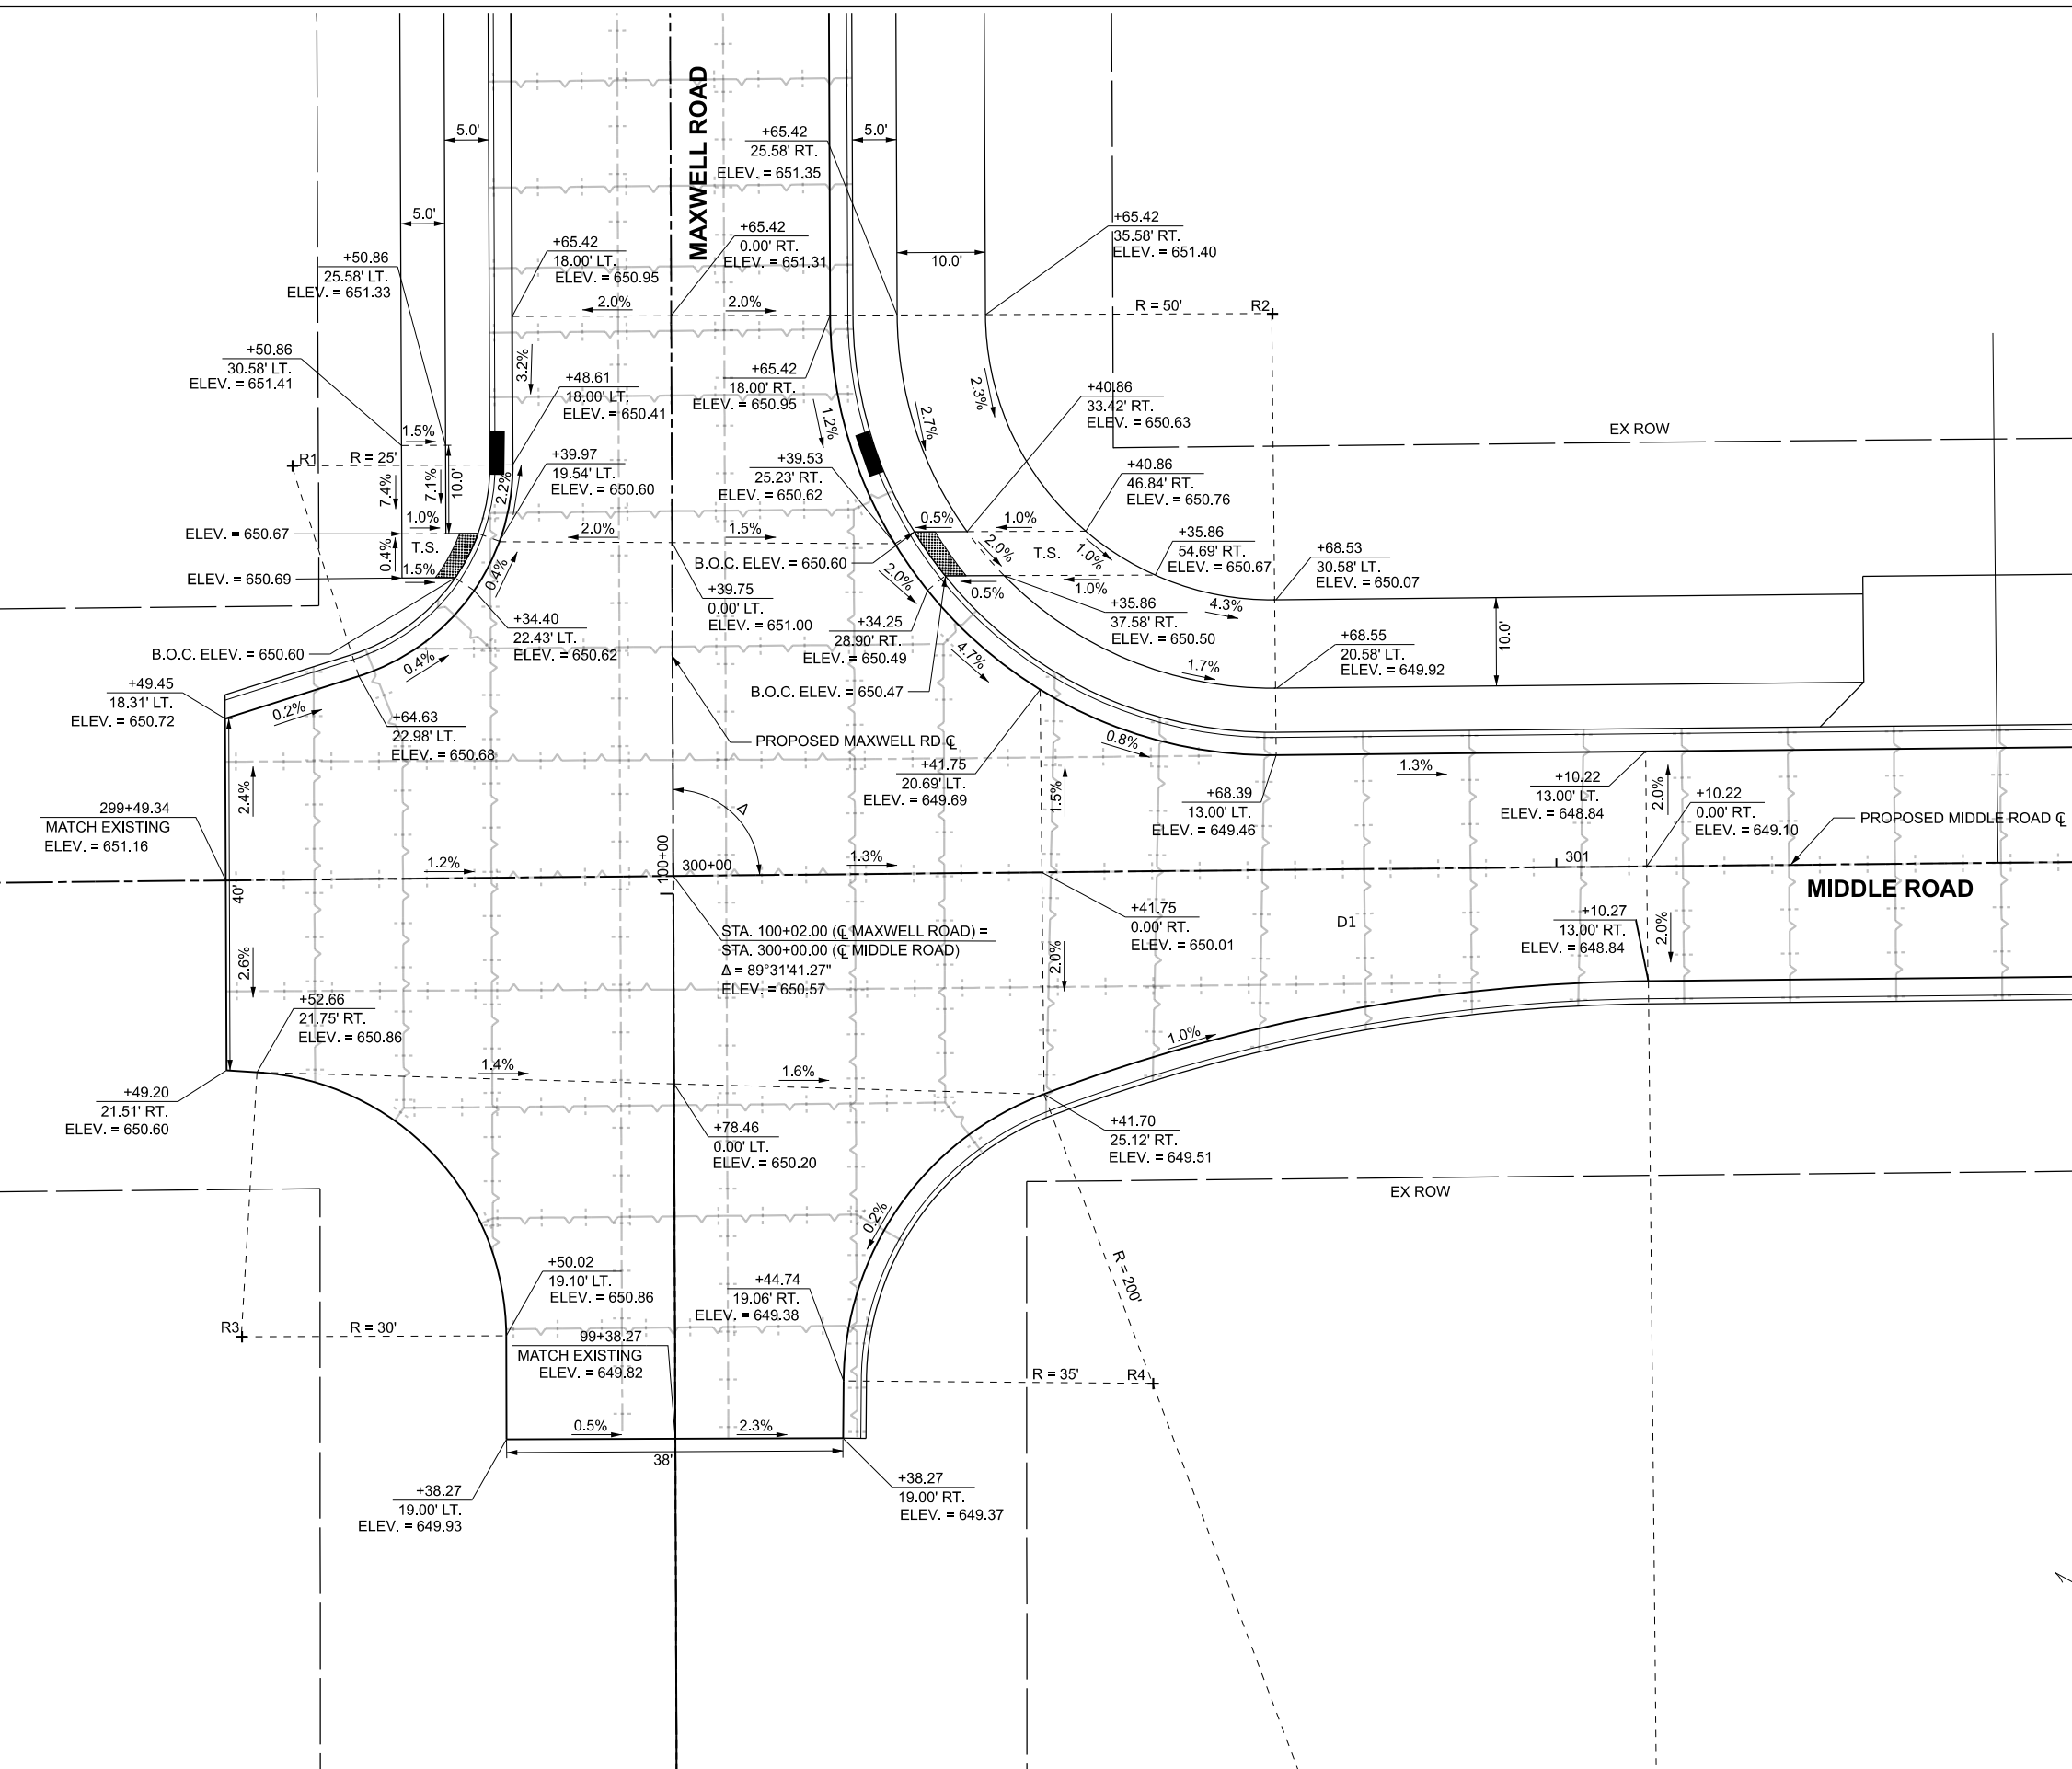 MAXWELL ROAD
5.0'
5.0'
+50.86
25.58' LT.
ELEV. = 651.33
+50.86
30.58' LT.
ELEV. = 651.41
+65.42
18.00' LT.
ELEV. = 650.95
+65.42
0.00' RT.
ELEV. = 651.31
+65.42
25.58' RT.
ELEV. = 651.35
5.0'
10.0'
+65.42
35.58' RT.
ELEV. = 651.40
2.0%
2.0%
R = 50'
R2
3.2%
+48.61
18.00' LT.
ELEV. = 650.41
+65.42
18.00' RT.
ELEV. = 650.95
1.2%
2.7%
2.3%
+40.86
33.42' RT.
ELEV. = 650.63
EX ROW
R1
R = 25'
1.5%
7.4%
7.1%
10.0'
2.2%
+39.97
19.54' LT.
ELEV. = 650.60
+39.53
25.23' RT.
ELEV. = 650.62
+40.86
46.84' RT.
ELEV. = 650.76
ELEV. = 650.67
1.0%
T.S.
0.4%
1.5%
ELEV. = 650.69
2.0%
1.5%
0.5%
1.0%
B.O.C. ELEV = 650.60
2.0%
T.S.
1.0%
+35.86
54.69' RT.
ELEV. = 650.67
+68.53
30.58' LT.
ELEV. = 650.07
0.4%
2.0%
0.5%
1.0%
4.3%
10.0'
+34.40
22.43' LT.
ELEV. = 650.62
+39.75
0.00' LT.
ELEV. = 651.00
+34.25
28.90' RT.
ELEV. = 650.49
+35.86
37.58' RT.
ELEV. = 650.50
+68.55
20.58' LT.
ELEV. = 649.92
B.O.C. ELEV = 650.60
0.4%
4.7%
1.7%
B.O.C. ELEV = 650.47
+49.45
18.31' LT.
ELEV. = 650.72
0.2%
+64.63
22.98' LT.
ELEV. = 650.68
PROPOSED MAXWELL RD ℄
0.8%
+41.75
20.69' LT.
ELEV. = 649.69
1.3%
2.4%
1.5%
+68.39
13.00' LT.
ELEV. = 649.46
+10.22
13.00' LT.
ELEV. = 648.84
2.0%
+10.22
0.00' RT.
ELEV. = 649.10
PROPOSED MIDDLE ROAD ℄
299+49.34
MATCH EXISTING
ELEV. = 651.16
Δ
1.2%
100+00
300+00
1.3%
301
MIDDLE ROAD
40'
STA. 100+02.00 (℄ MAXWELL ROAD) =
STA. 300+00.00 (℄ MIDDLE ROAD)
Δ = 89°31'41.27"
ELEV. = 650.57
+41.75
0.00' RT.
ELEV. = 650.01
D1
+10.27
13.00' RT.
ELEV. = 648.84
2.0%
2.6%
2.0%
+52.66
21.75' RT.
ELEV. = 650.86
1.0%
1.4%
1.6%
+49.20
21.51' RT.
ELEV. = 650.60
+78.46
0.00' LT.
ELEV. = 650.20
+41.70
25.12' RT.
ELEV. = 649.51
EX ROW
0.2%
R = 200'
+50.02
19.10' LT.
ELEV. = 650.86
+44.74
19.06' RT.
ELEV. = 649.38
R3
R = 30'
99+38.27
MATCH EXISTING
ELEV. = 649.82
R = 35'
R4
0.5%
2.3%
38'
+38.27
19.00' LT.
ELEV. = 649.93
+38.27
19.00' RT.
ELEV. = 649.37